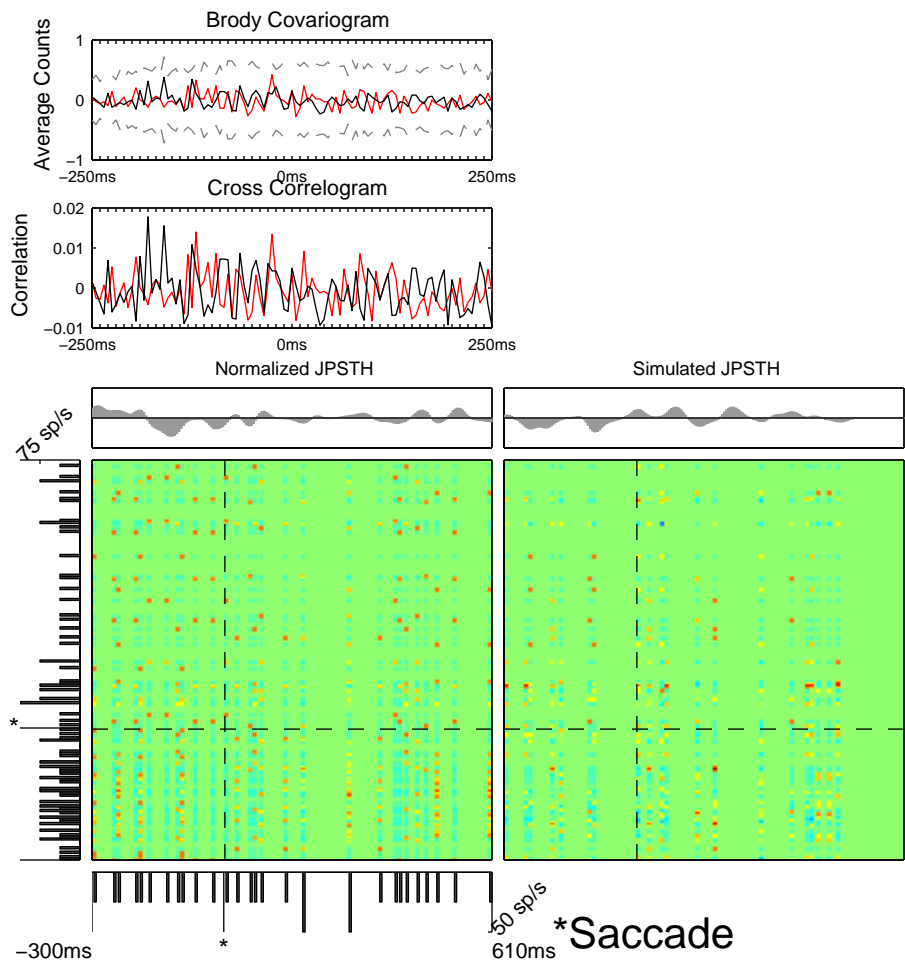 Brody Covariogram
Average Counts
1
0
−1
−250ms
0ms
250ms
Cross Correlogram
Correlation
0.02
0.01
0
−0.01
−250ms
0ms
250ms
Normalized JPSTH
Simulated JPSTH
75 sp/s
*
50 sp/s
*
*Saccade
−300ms
610ms